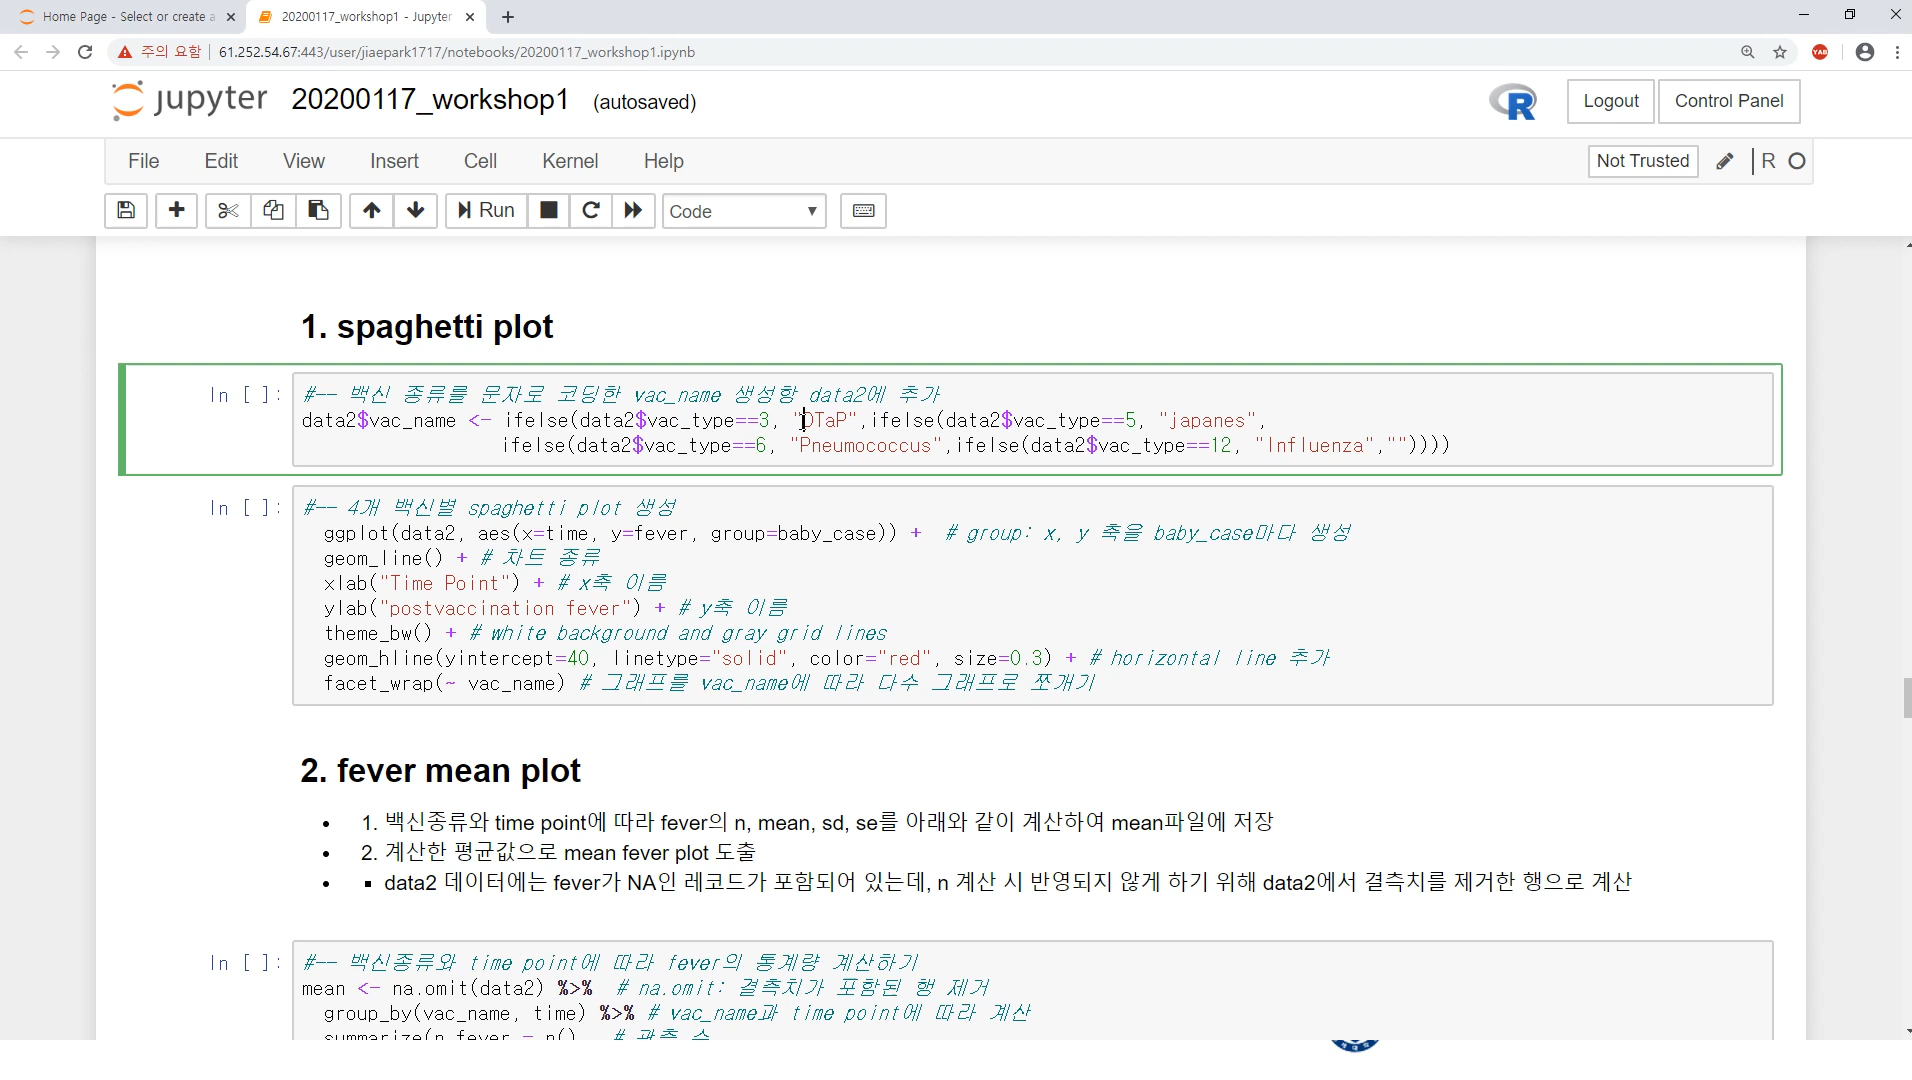 Home Page - Select or create a
20200117_workshop1 - Jupyter
주의 요함
61.252.54.67:443/user/jiaepark1717/notebooks/20200117_workshop1.ipynb
YAB
jupyter
20200117_workshop1
(autosaved)
R
Logout
Control Panel
File
Edit
View
Insert
Cell
Kernel
Help
Not Trusted
R
Run
Code
1. spaghetti plot
In [ ]:
#-- 백신 종류를 문자로 코딩한 vac_name 생성항 data2에 추가
data2$vac_name <- ifelse(data2$vac_type==3, "DTaP",ifelse(data2$vac_type==5, "japanes",
ifelse(data2$vac_type==6, "Pneumococcus",ifelse(data2$vac_type==12, "Influenza",""))))
In [ ]:
#-- 4개 백신별 spaghetti plot 생성
ggplot(data2, aes(x=time, y=fever, group=baby_case)) + # group: x, y 축을 baby_case마다 생성
geom_line() + # 차트 종류
xlab("Time Point") + # x축 이름
ylab("postvaccination fever") + # y축 이름
theme_bw() + # white background and gray grid lines
geom_hline(yintercept=40, linetype="solid", color="red", size=0.3) + # horizontal line 추가
facet_wrap(~ vac_name) # 그래프를 vac_name에 따라 다수 그래프로 쪼개기
2. fever mean plot
• 1. 백신종류와 time point에 따라 fever의 n, mean, sd, se를 아래와 같이 계산하여 mean파일에 저장
• 2. 계산한 평균값으로 mean fever plot 도출
• ▪ data2 데이터에는 fever가 NA인 레코드가 포함되어 있는데, n 계산 시 반영되지 않게 하기 위해 data2에서 결측치를 제거한 행으로 계산
In [ ]:
#-- 백신종류와 time point에 따라 fever의 통계량 계산하기
mean <- na.omit(data2) %>% # na.omit: 결측치가 포함된 행 제거
group_by(vac_name, time) %>% # vac_name과 time point에 따라 계산
summarize(n_fever = n() # 관측 수